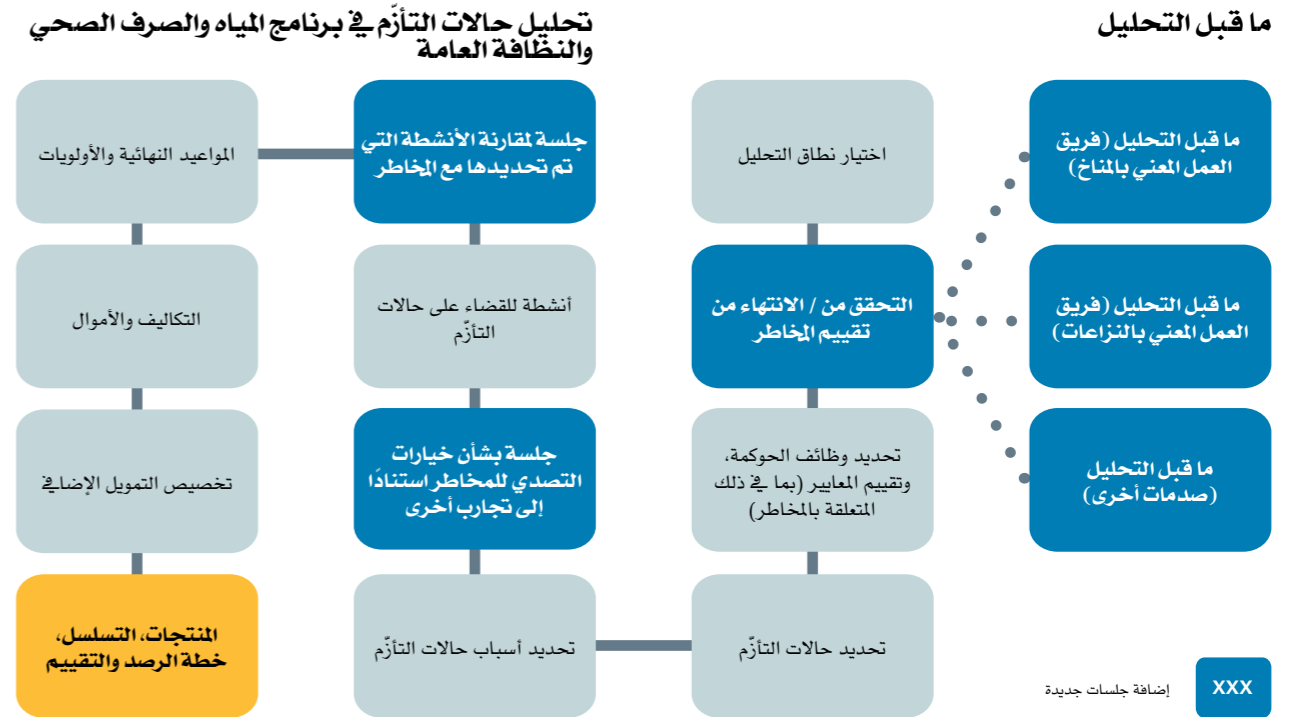 ما قبل التحليل
تحليل حالات التأزّم في برنامج المياه والصرف الصحي
والنظافة العامة
ما قبل التحليل (فريق
العمل المعني بالمناخ)
ما قبل التحليل (فريق
العمل المعني بالنزاعات)
ما قبل التحليل
(صدمات أخرى)
اختيار نطاق التحليل
التحقق من / الانتهاء من
تقييم المخاطر
تحديد وظائف الحوكمة،
وتقييم المعايير (بما في ذلك
المتعلقة بالمخاطر)
تحديد حالات التأزّم
جلسة لمقارنة الأنشطة التي
تم تحديدها مع المخاطر
أنشطة للقضاء على حالات
التأزّم
جلسة بشأن خيارات
التصدي للمخاطر استنادًا
إلى تجارب أخرى
تحديد أسباب حالات التأزّم
المواعيد النهائية والأولويات
التكاليف والأموال
تخصيص التمويل الإضافي
المنتجات، التسلسل،
خطة الرصد والتقييم
XXX
إضافة جلسات جديدة